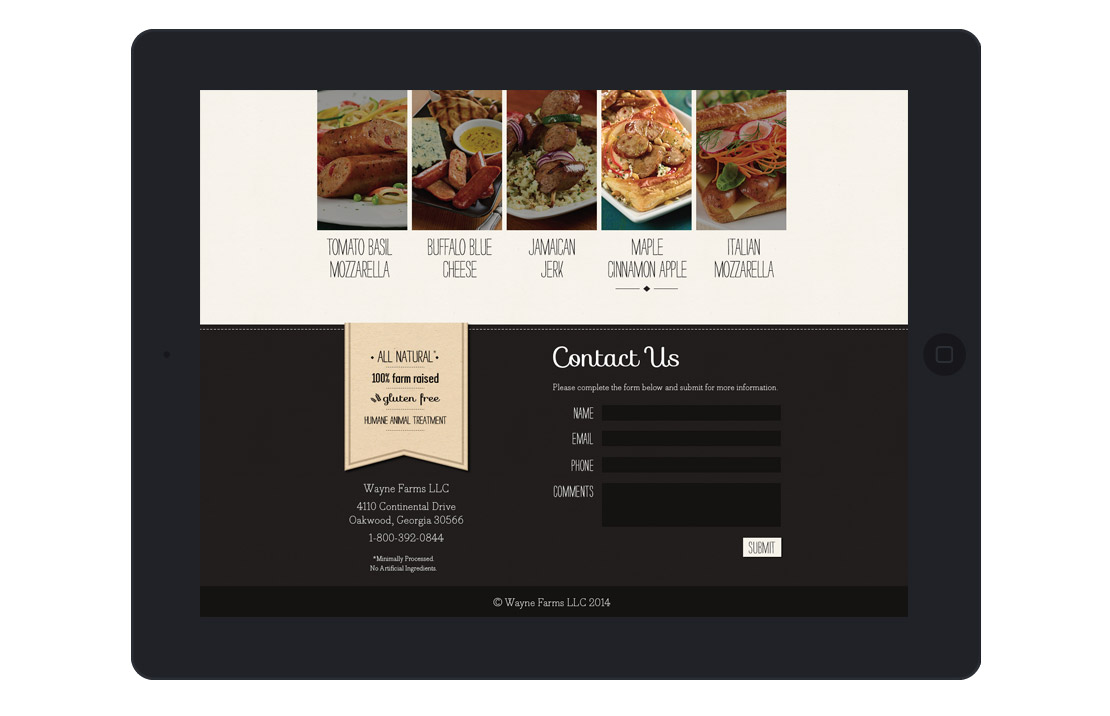 TOMATO BASIL
MOZZARELLA
BUFFALO BLUE
CHEESE
JAMAICAN
JERK
MAPLE
CINNAMON APPLE
ITALIAN
MOZZARELLA
• ALL NATURAL* •
100% farm raised
gluten free
HUMANE ANIMAL TREATMENT
Wayne Farms LLC
4110 Continental Drive
Oakwood, Georgia 30566
1-800-392-0844
*Minimally Processed.
No Artificial Ingredients.
Contact Us
Please complete the form below and submit for more information.
NAME
EMAIL
PHONE
COMMENTS
SUBMIT
© Wayne Farms LLC 2014